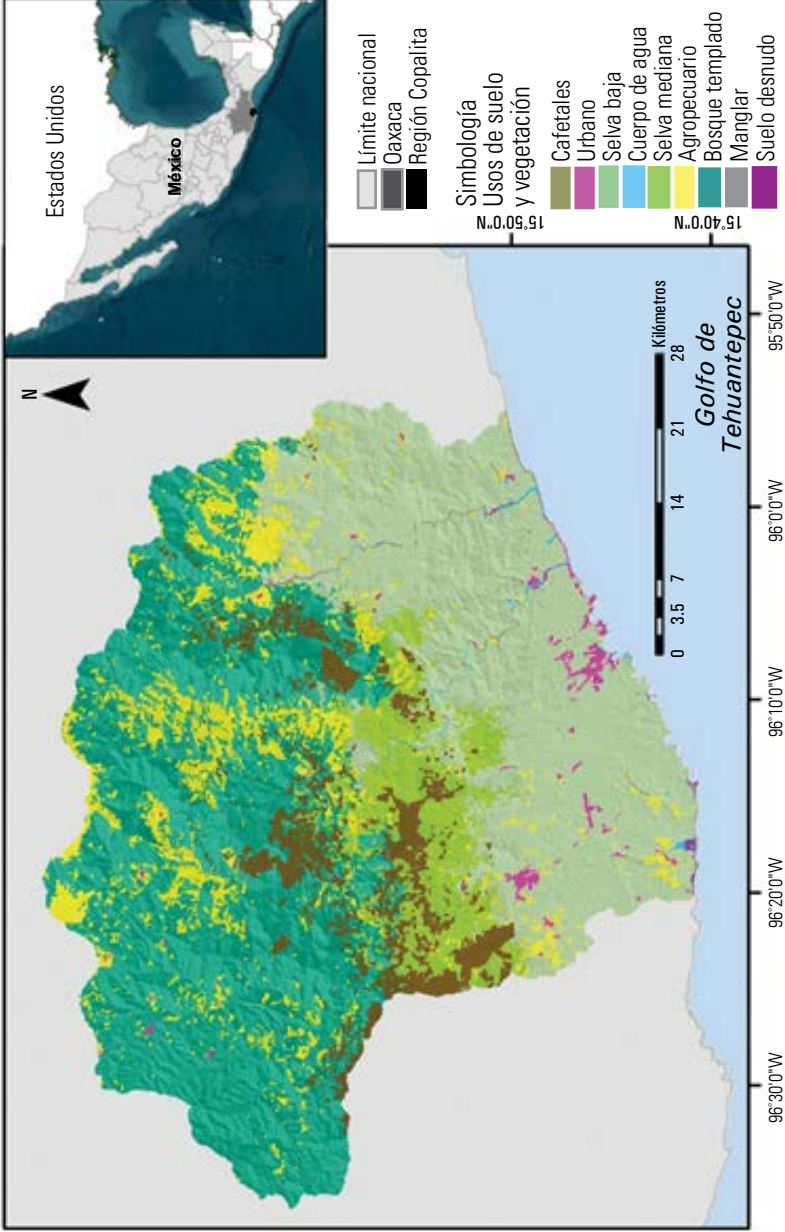 Estados Unidos
México
N
Límite nacional
Oaxaca
Región Copalita
Simbología
Usos de suelo
y vegetación
Cafetales
Urbano
Selva baja
Cuerpo de agua
Selva mediana
Agropecuario
Bosque templado
Manglar
Suelo desnudo
15°50'0"N
15°40'0"N
0 3.5 7 14 21 28
Kilómetros
Golfo de
Tehuantepec
96°30'0"W 96°20'0"W 96°10'0"W 96°0'0"W 95°50'0"W